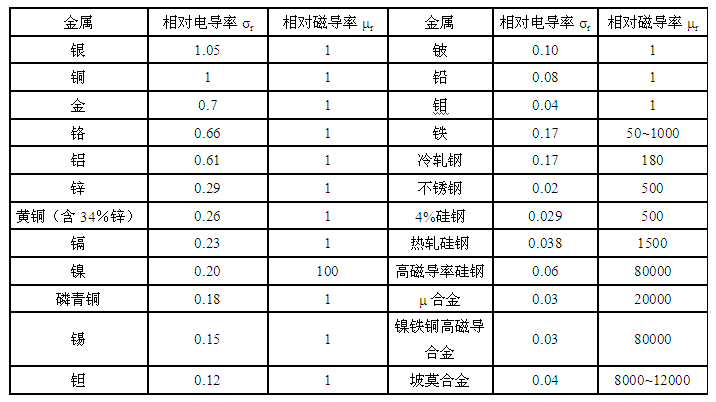 金属 相对电导率 σr 相对磁导率 μr 金属 相对电导率 σr 相对磁导率 μr
银 1.05 1 铍 0.10 1
铜 1 1 铅 0.08 1
金 0.7 1 钼 0.04 1
铬 0.66 1 铁 0.17 50~1000
铝 0.61 1 冷轧钢 0.17 180
锌 0.29 1 不锈钢 0.02 500
黄铜（含 34%锌） 0.26 1 4%硅钢 0.029 500
镉 0.23 1 热轧硅钢 0.038 1500
镍 0.20 100 高磁导率硅钢 0.06 80000
磷青铜 0.18 1 μ合金 0.03 20000
锡 0.15 1 镍铁铜高磁导
合金 0.03 80000
钽 0.12 1 坡莫合金 0.04 8000~12000